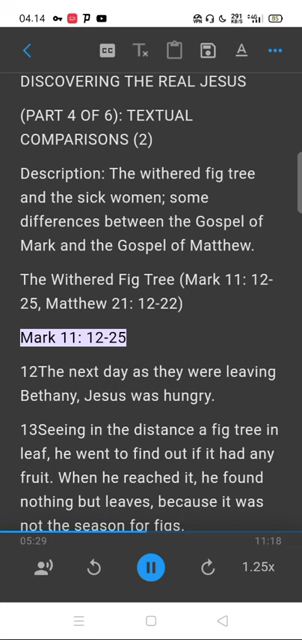 04.14
291
KB/s
4G
85
CC
A
DISCOVERING THE REAL JESUS
(PART 4 OF 6): TEXTUAL
COMPARISONS (2)
Description: The withered fig tree
and the sick women; some
differences between the Gospel of
Mark and the Gospel of Matthew.
The Withered Fig Tree (Mark 11: 12-
25, Matthew 21: 12-22)
Mark 11: 12-25
12The next day as they were leaving
Bethany, Jesus was hungry.
13Seeing in the distance a fig tree in
leaf, he went to find out if it had any
fruit. When he reached it, he found
nothing but leaves, because it was
not the season for figs.
05:29
11:18
1.25x